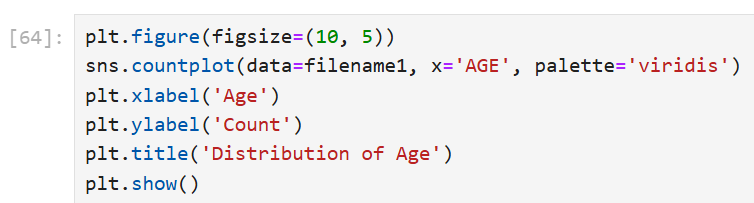 [64]: plt.figure(figsize=(10, 5))
sns.countplot(data=filename1, x='AGE', palette='viridis')
plt.xlabel('Age')
plt.ylabel('Count')
plt.title('Distribution of Age')
plt.show()